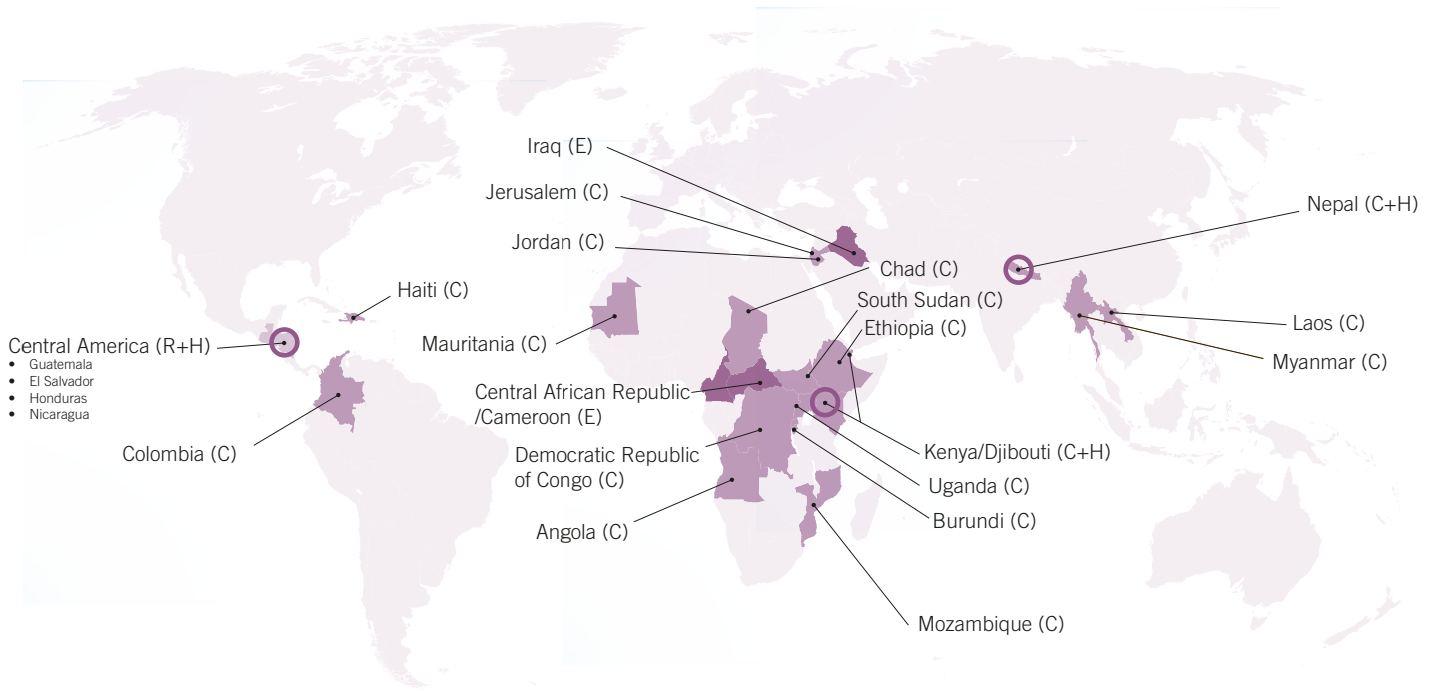 Iraq (E)
Jerusalem (C)
Nepal (C+H)
Jordan (C)
Chad (C)
Haiti (C)
South Sudan (C)
Laos (C)
Ethiopia (C)
Mauritania (C)
Central America (R+H)
• Guatemala
• El Salvador
• Honduras
• Nicaragua
Myanmar (C)
Central African Republic
/Cameroon (E)
Colombia (C)
Democratic Republic
of Congo (C)
Kenya/Djibouti (C+H)
Uganda (C)
Burundi (C)
Angola (C)
Mozambique (C)